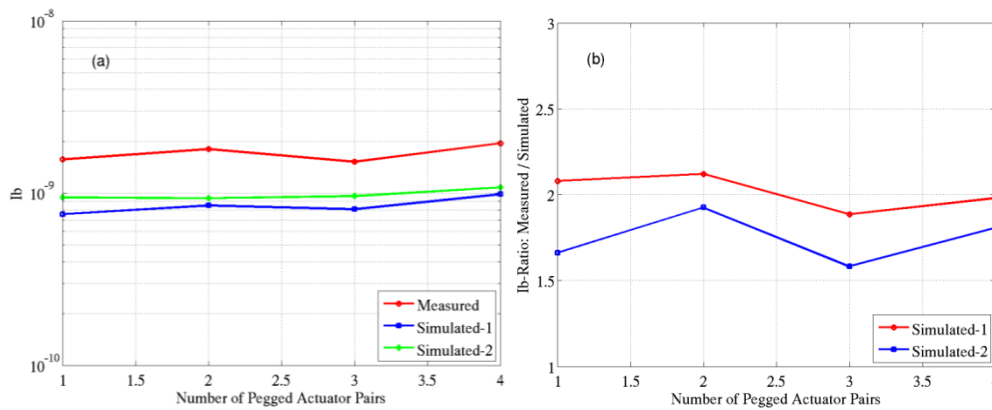 10^-8
(a)
Ib
10^-9
10^-10
Measured
Simulated-1
Simulated-2
1 1.5 2 2.5 3 3.5 4
Number of Pegged Actuator Pairs
3
(b)
2.5
Ib-Ratio: Measured / Simulated
2
1.5
1
Simulated-1
Simulated-2
1 1.5 2 2.5 3 3.5
Number of Pegged Actuator Pairs